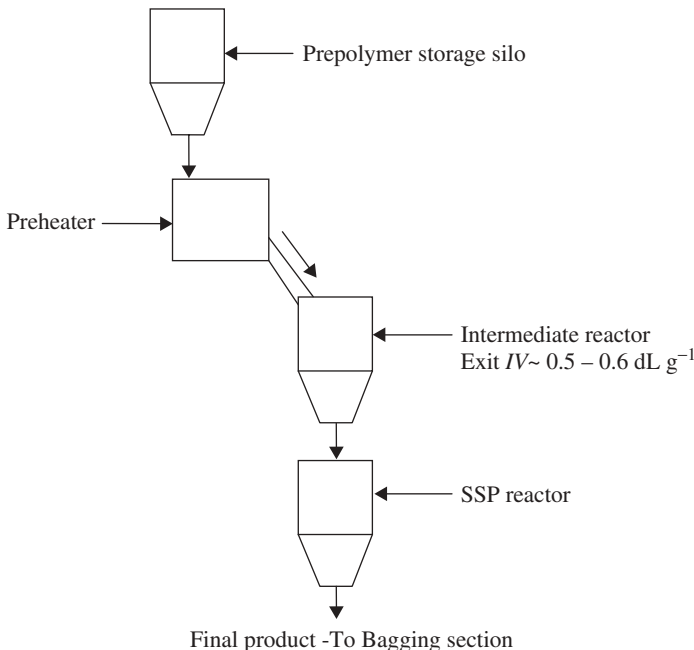 Prepolymer storage silo
Preheater
Intermediate reactor
Exit IV~ 0.5 – 0.6 dL g⁻¹
SSP reactor
Final product -To Bagging section